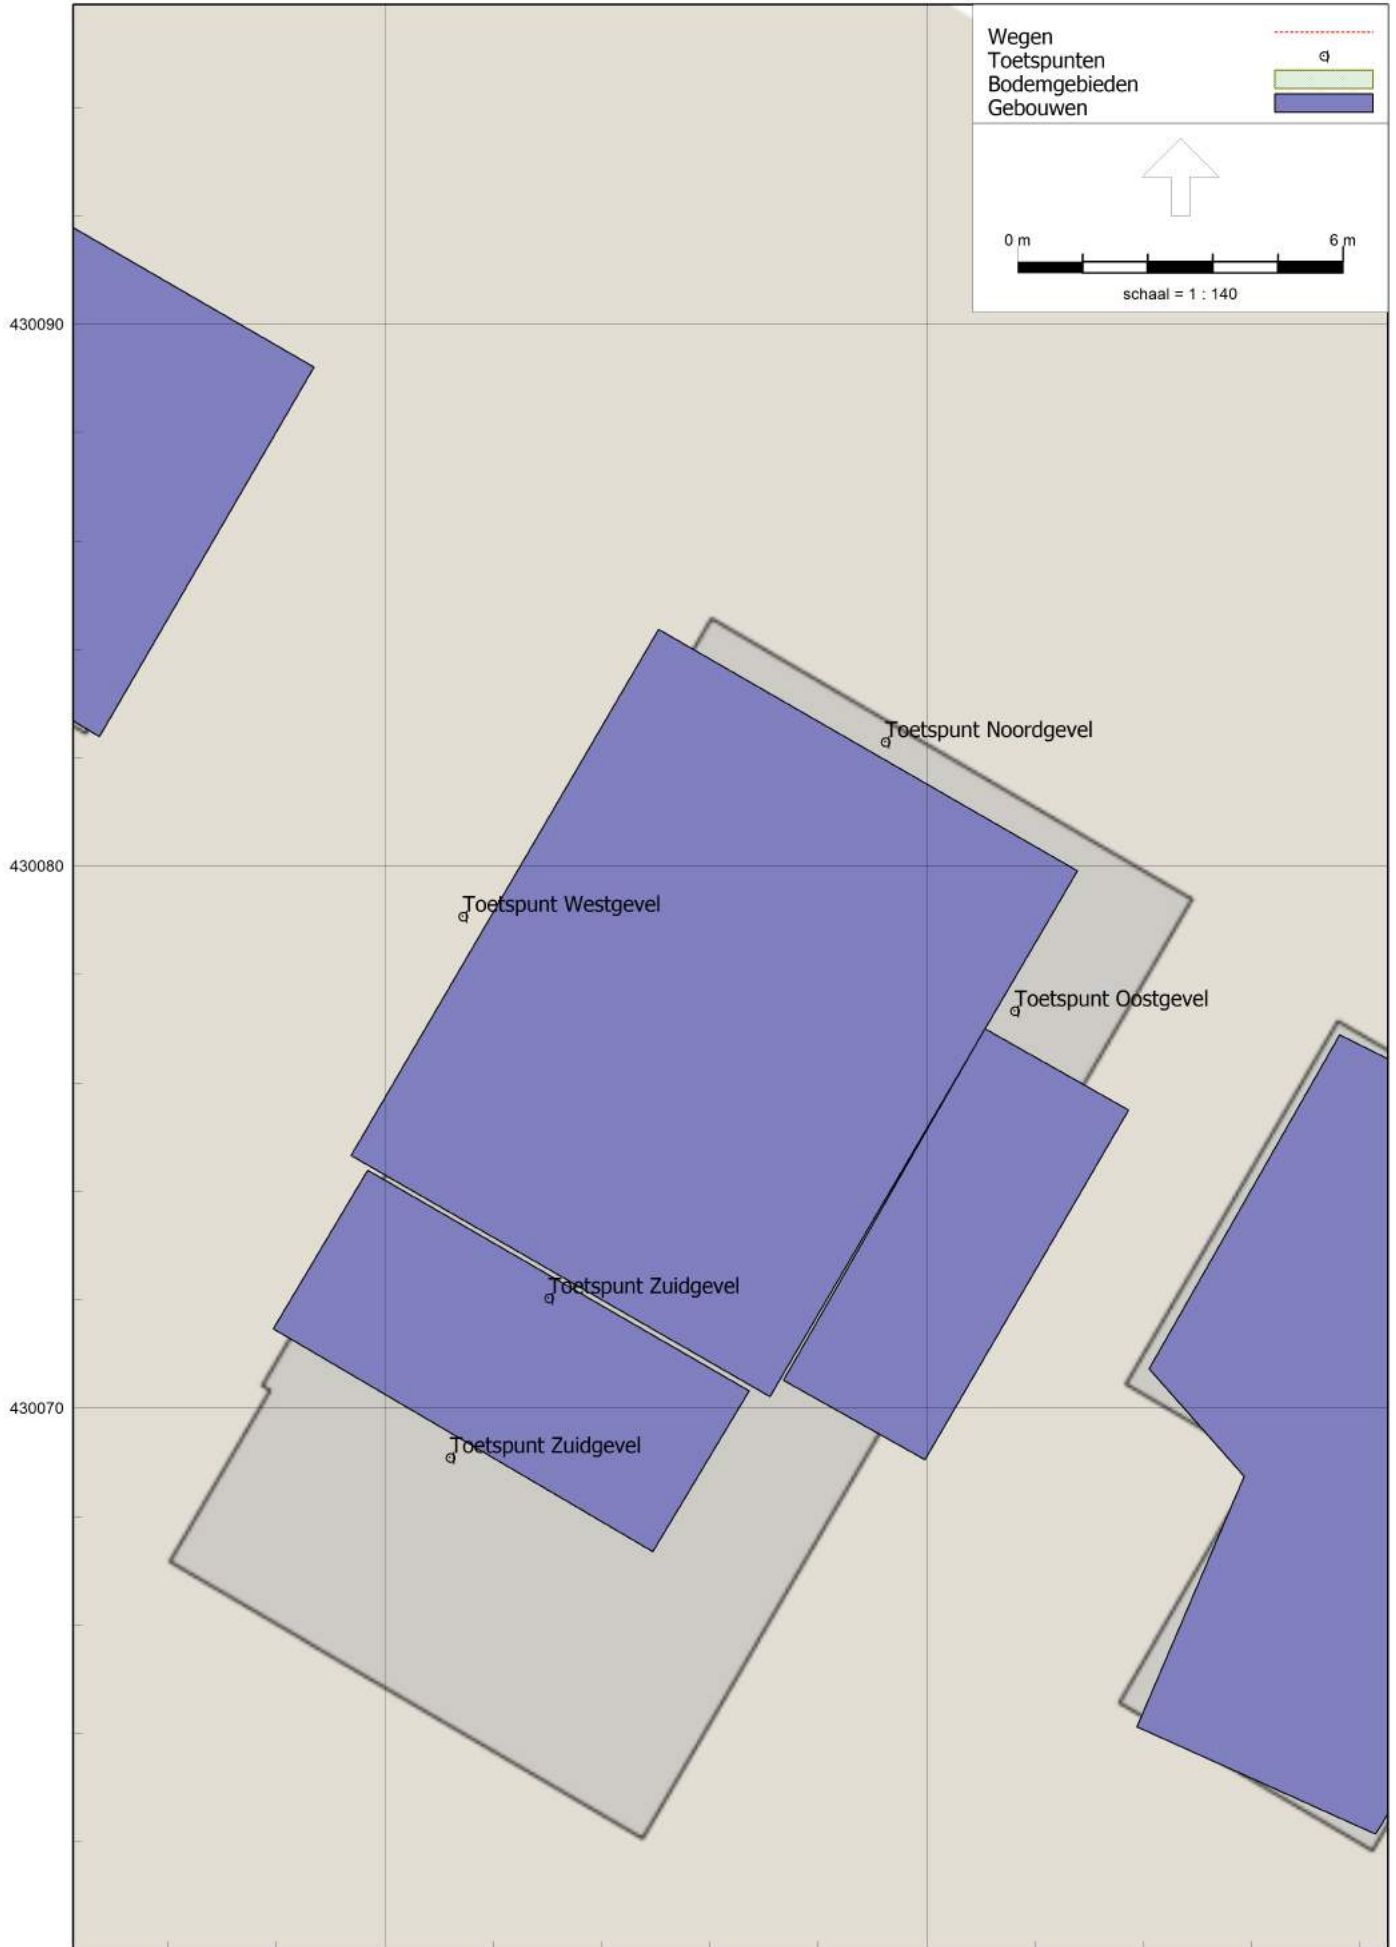 Wegen
Toetspunten
Bodemgebieden
Gebouwen
0 m 6 m
schaal = 1 : 140
430090
Toetspunt Noordgevel
430080
Toetspunt Westgevel
Toetspunt Oostgevel
Toetspunt Zuidgevel
430070
Toetspunt Zuidgevel